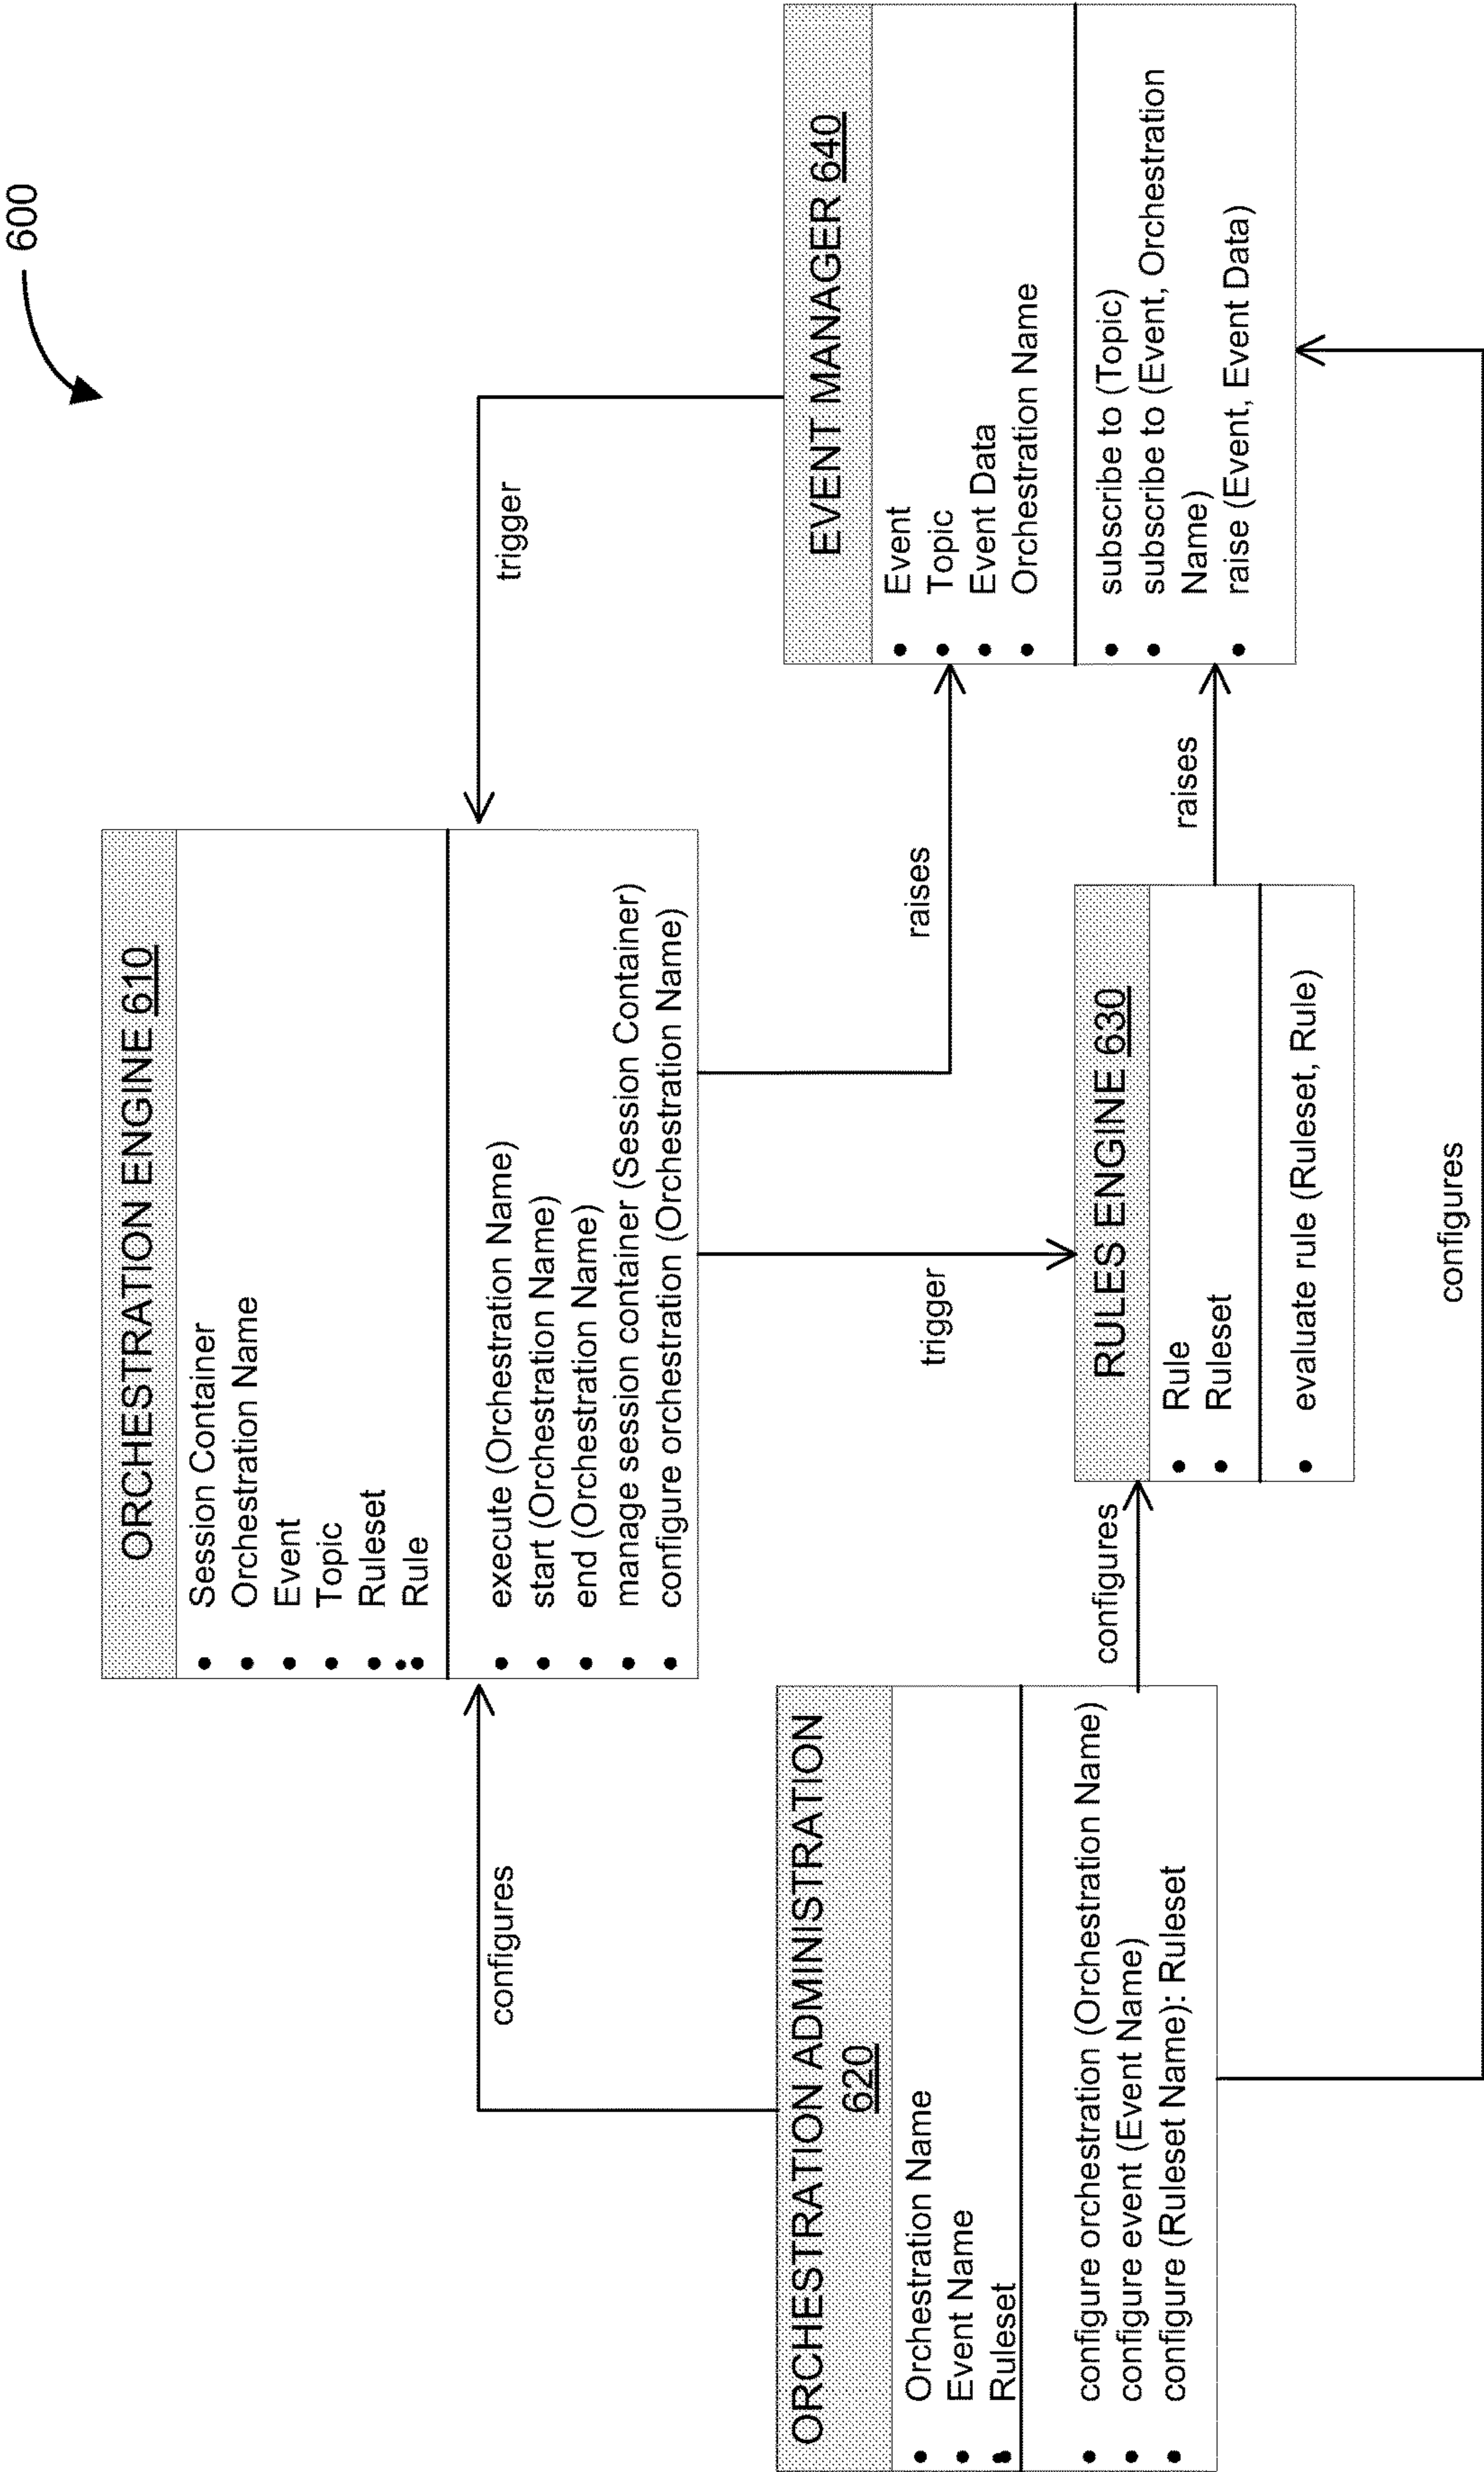 600
ORCHESTRATION ENGINE 610
• Session Container
• Orchestration Name
• Event
• Topic
• Ruleset
• Rule
• execute (Orchestration Name)
• start (Orchestration Name)
• end (Orchestration Name)
• manage session container (Session Container)
• configure orchestration (Orchestration Name)
configures
trigger
trigger
raises
ORCHESTRATION ADMINISTRATION
620
• Orchestration Name
• Event Name
• Ruleset
• configure orchestration (Orchestration Name)
• configure event (Event Name)
• configure (Ruleset Name): Ruleset
configures
RULES ENGINE 630
• Rule
• Ruleset
• evaluate rule (Ruleset, Rule)
raises
EVENT MANAGER 640
• Event
• Topic
• Event Data
• Orchestration Name
• subscribe to (Topic)
• subscribe to (Event, Orchestration
Name)
• raise (Event, Event Data)
configures